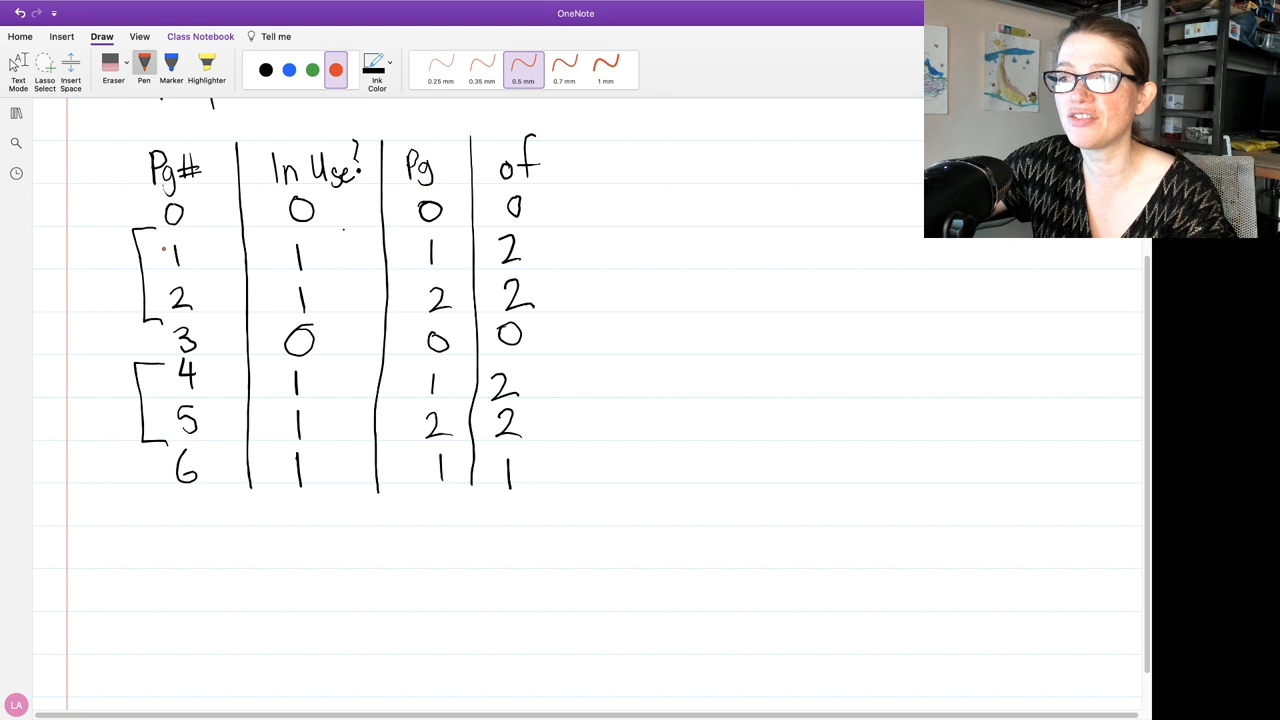 OneNote
Home Insert Draw View Class Notebook Tell me
Text Mode
Lasso Select
Insert Space
Eraser
Pen
Marker
Highlighter
Ink Color
0.25 mm
0.35 mm
0.5 mm
0.7 mm
1 mm
Pg# In Use? Pg of
0 0 0 0
1 1 1 2
2 1 2 2
3 0 0 0
4 1 1 2
5 1 2 2
6 1 1 1
LA